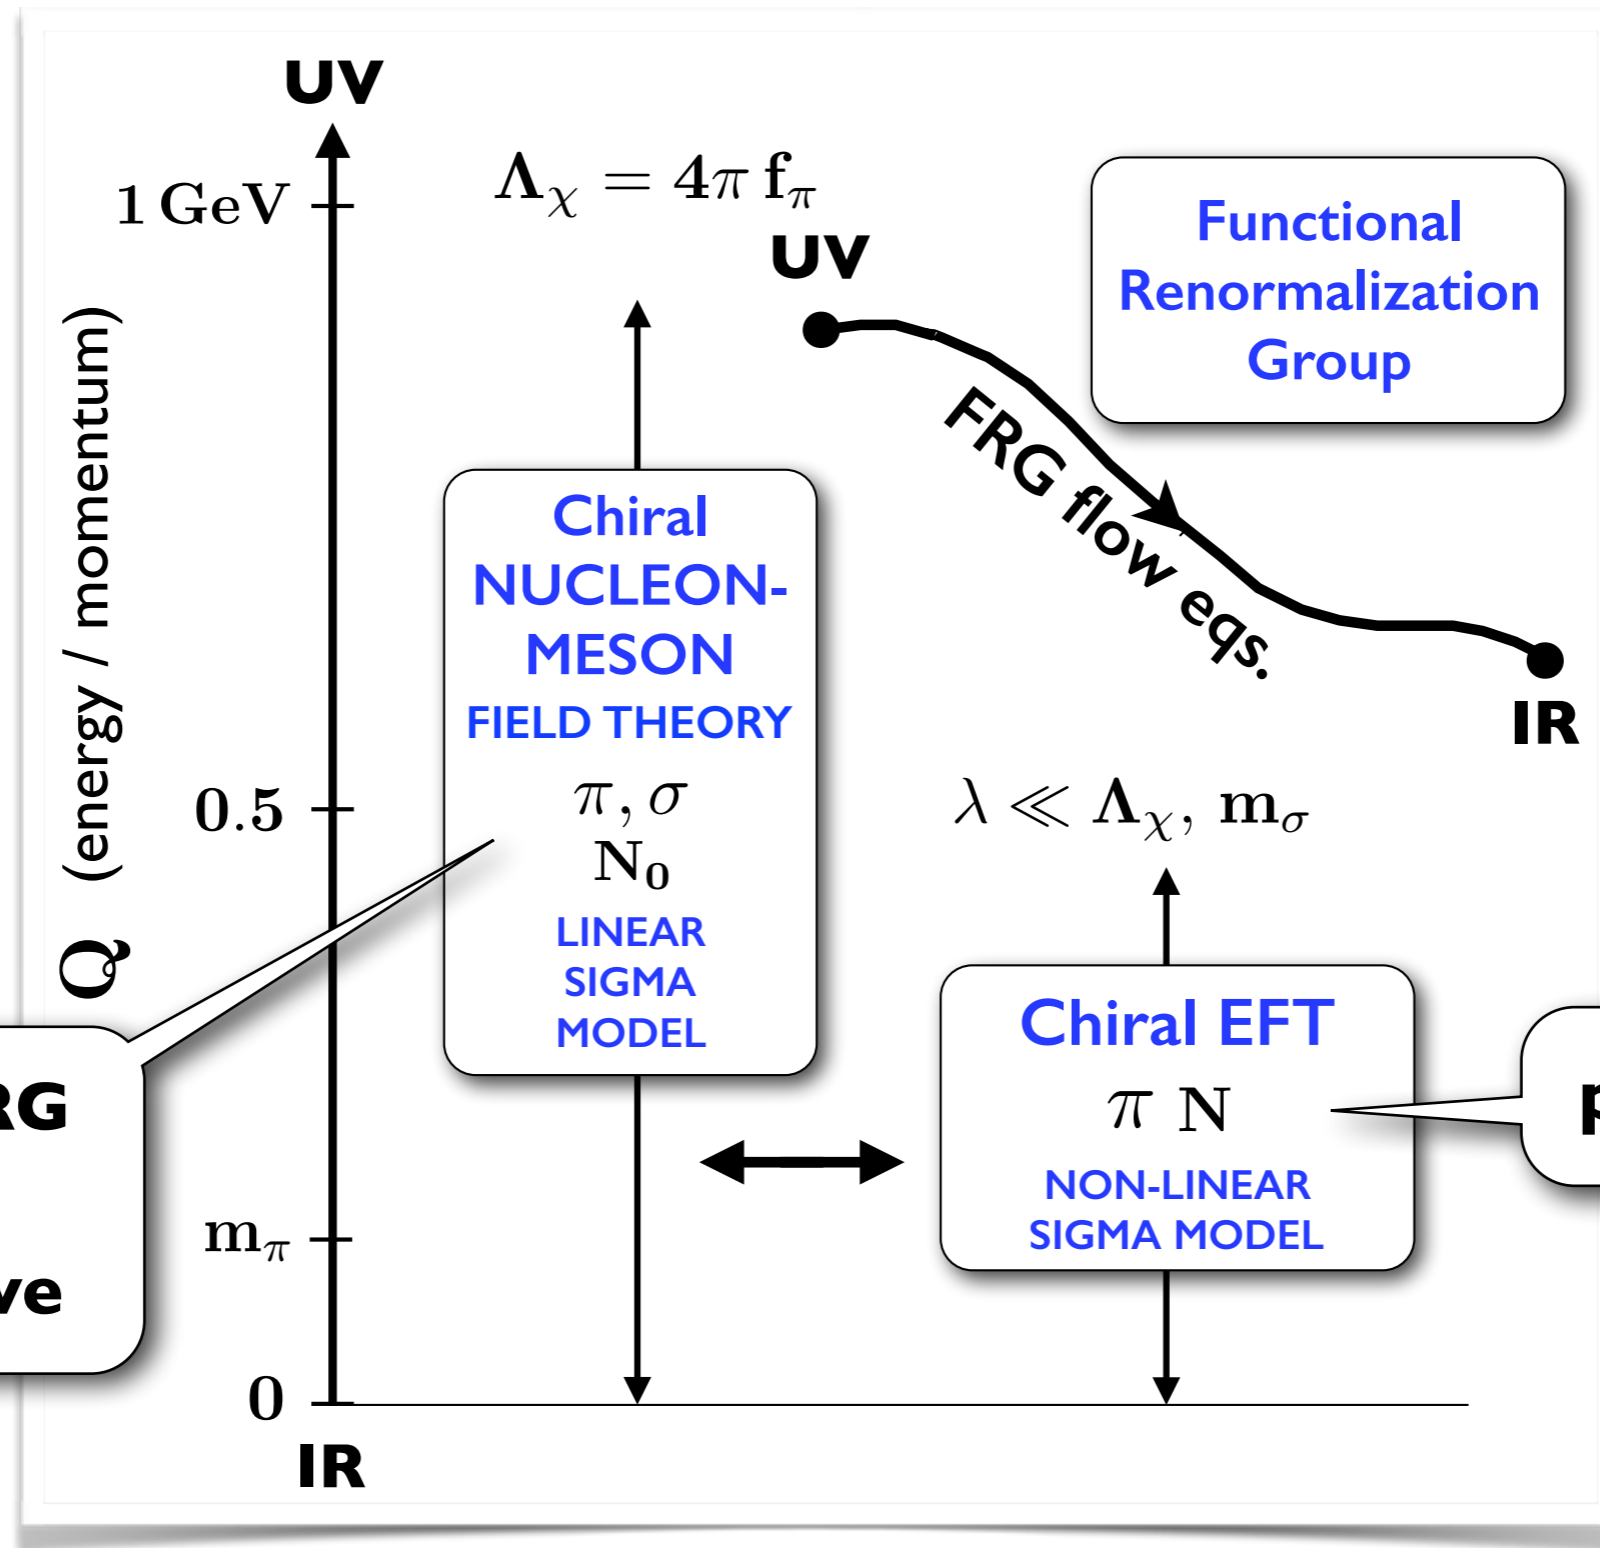 UV
1 GeV
Λχ = 4π fπ
UV
Functional
Renormalization
Group
FRG flow eqs.
IR
Q (energy / momentum)
Chiral
NUCLEON-
MESON
FIELD THEORY
π, σ
N₀
LINEAR
SIGMA
MODEL
0.5
λ ≪ Λχ, mσ
Chiral EFT
π N
NON-LINEAR
SIGMA MODEL
mπ
0
IR